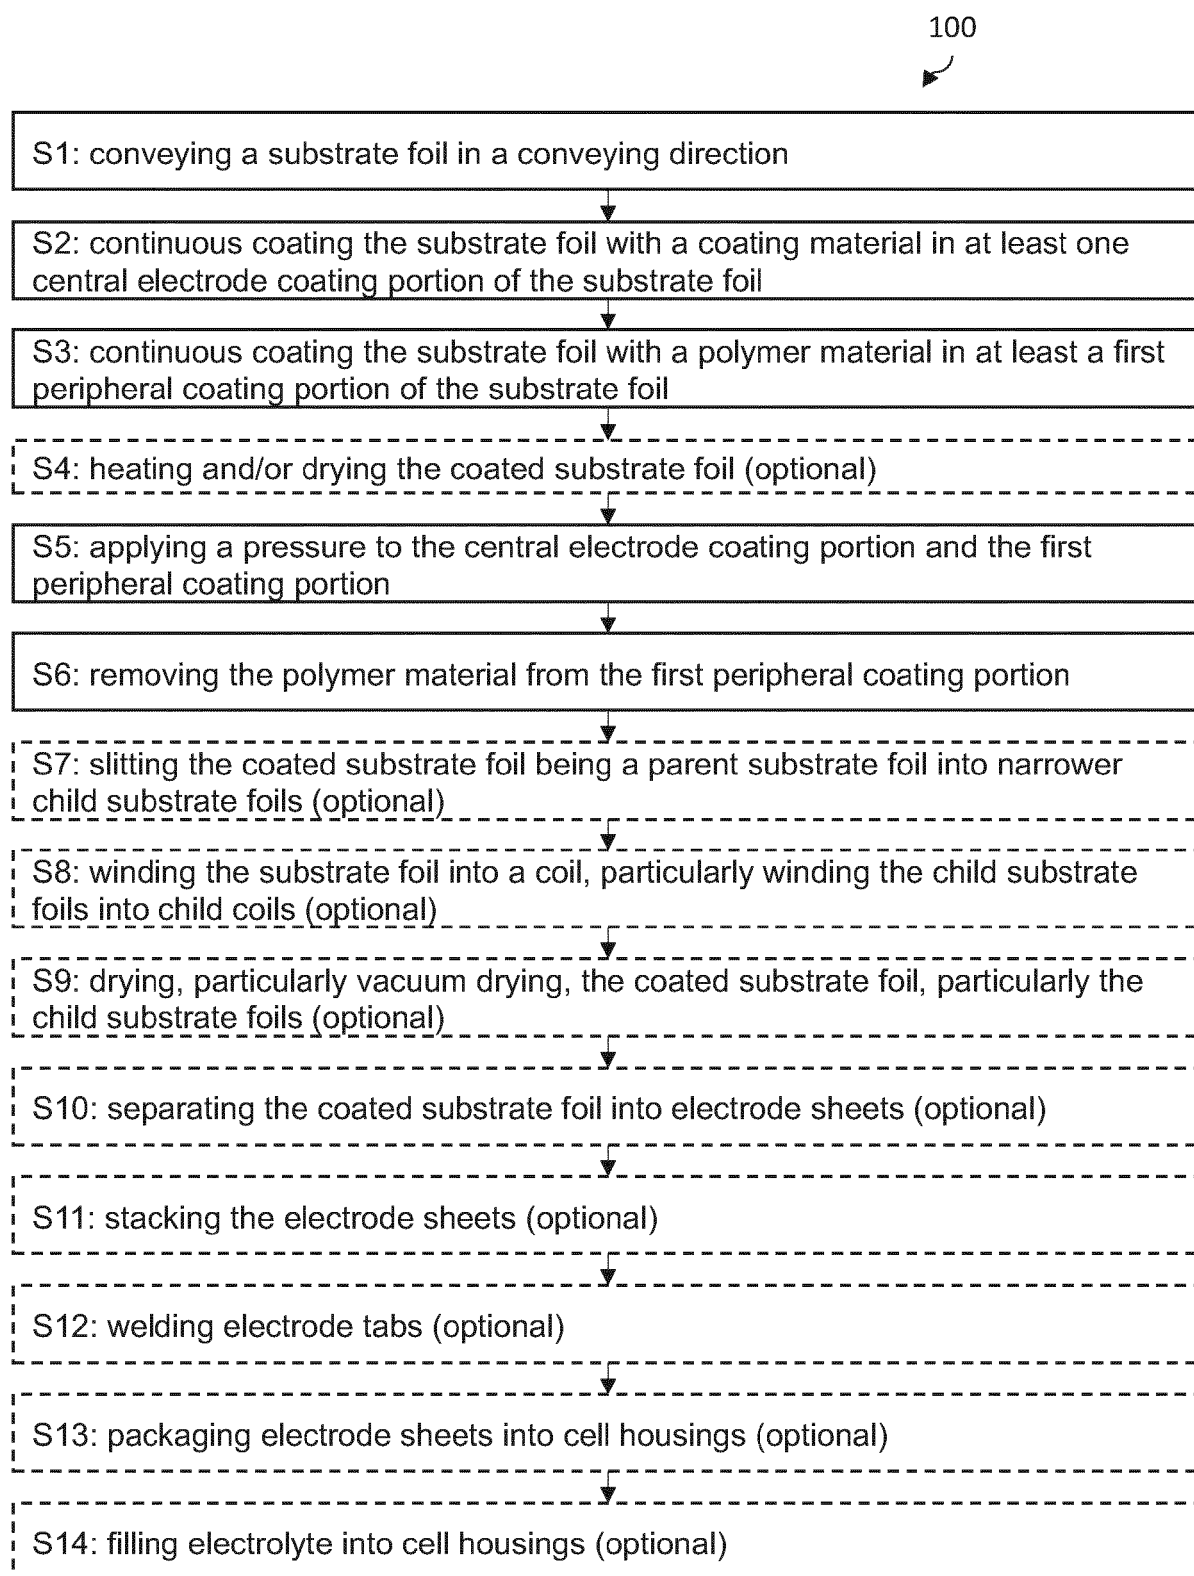 100
S1: conveying a substrate foil in a conveying direction
S2: continuous coating the substrate foil with a coating material in at least one
central electrode coating portion of the substrate foil
S3: continuous coating the substrate foil with a polymer material in at least a first
peripheral coating portion of the substrate foil
S4: heating and/or drying the coated substrate foil (optional)
S5: applying a pressure to the central electrode coating portion and the first
peripheral coating portion
S6: removing the polymer material from the first peripheral coating portion
S7: slitting the coated substrate foil being a parent substrate foil into narrower
child substrate foils (optional)
S8: winding the substrate foil into a coil, particularly winding the child substrate
foils into child coils (optional)
S9: drying, particularly vacuum drying, the coated substrate foil, particularly the
child substrate foils (optional)
S10: separating the coated substrate foil into electrode sheets (optional)
S11: stacking the electrode sheets (optional)
S12: welding electrode tabs (optional)
S13: packaging electrode sheets into cell housings (optional)
S14: filling electrolyte into cell housings (optional)